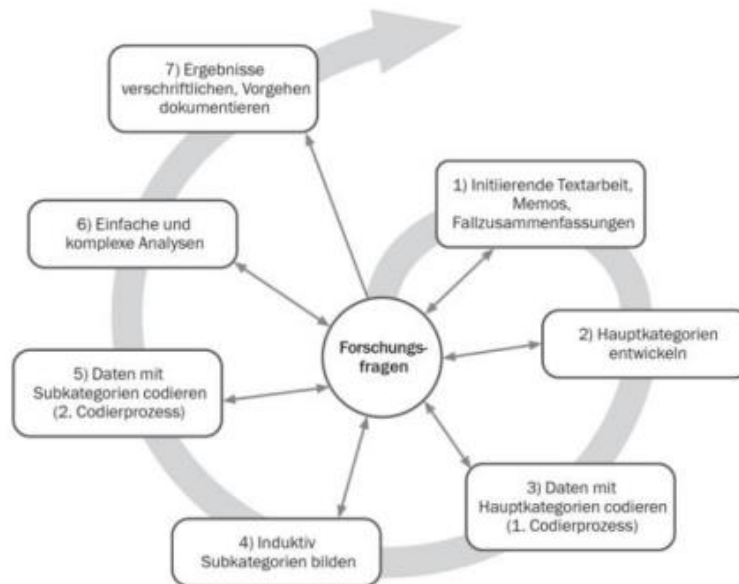 7) Ergebnisse
verschriftlichen, Vorgehen
dokumentieren
1) Initiierende Textarbeit,
Memos,
Fallzusammenfassungen
6) Einfache und
komplexe Analysen
Forschungs-
fragen
2) Hauptkategorien
entwickeln
5) Daten mit
Subkategorien codieren
(2. Codierprozess)
3) Daten mit
Hauptkategorien codieren
(1. Codierprozess)
4) Induktiv
Subkategorien bilden